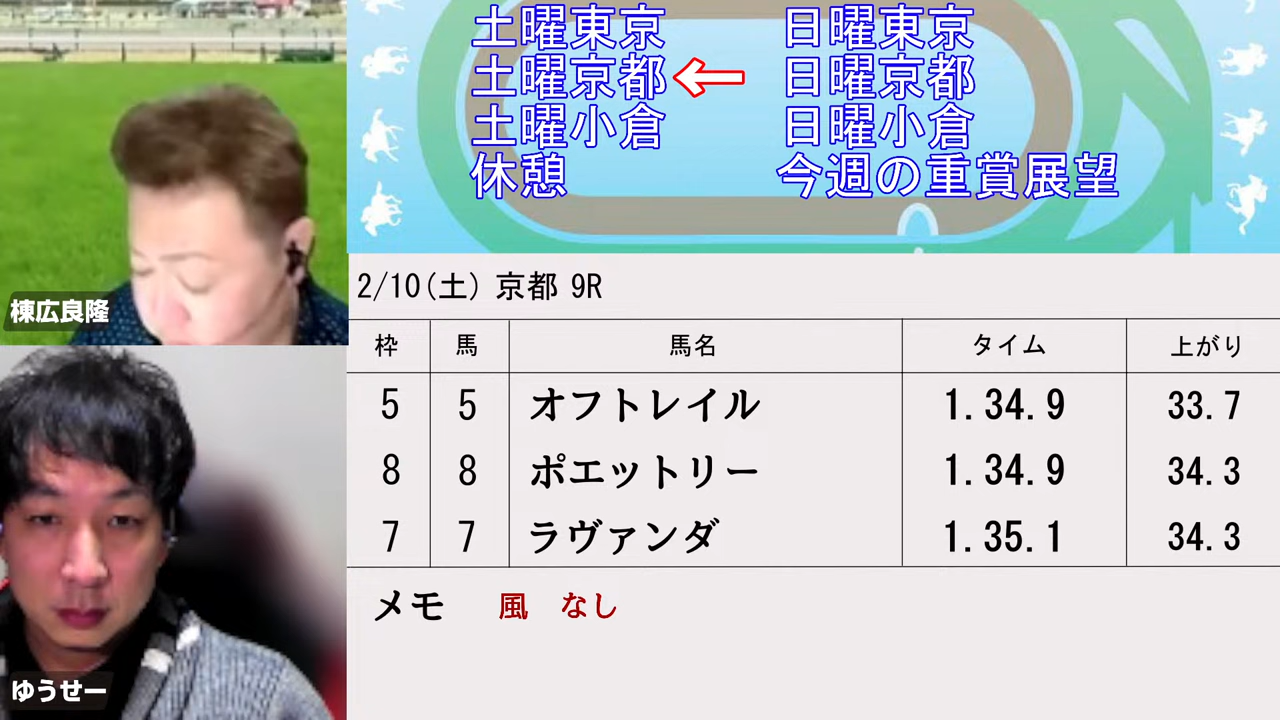 土曜東京 日曜東京
土曜京都 日曜京都
土曜小倉 日曜小倉
休憩 今週の重賞展望
棟広良隆
2/10(土) 京都 9R
枠 馬 馬名 タイム 上がり
5 5 オフトレイル 1.34.9 33.7
8 8 ポエットリー 1.34.9 34.3
7 7 ラヴァンダ 1.35.1 34.3
メモ 風 なし
ゆうせー